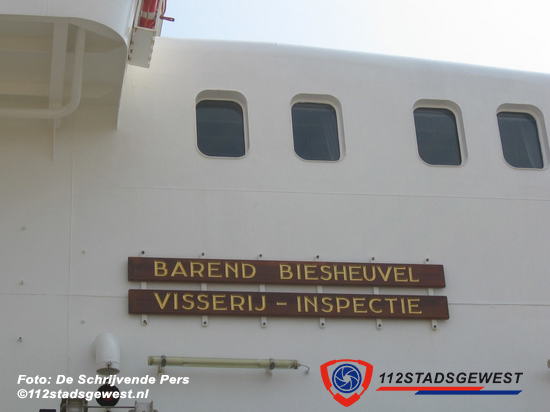 BAREND BIESHEUVEL
VISSERIJ - INSPECTIE
Foto: De Schrijvende Pers
©112stadsgewest.nl
112STADSGEWEST